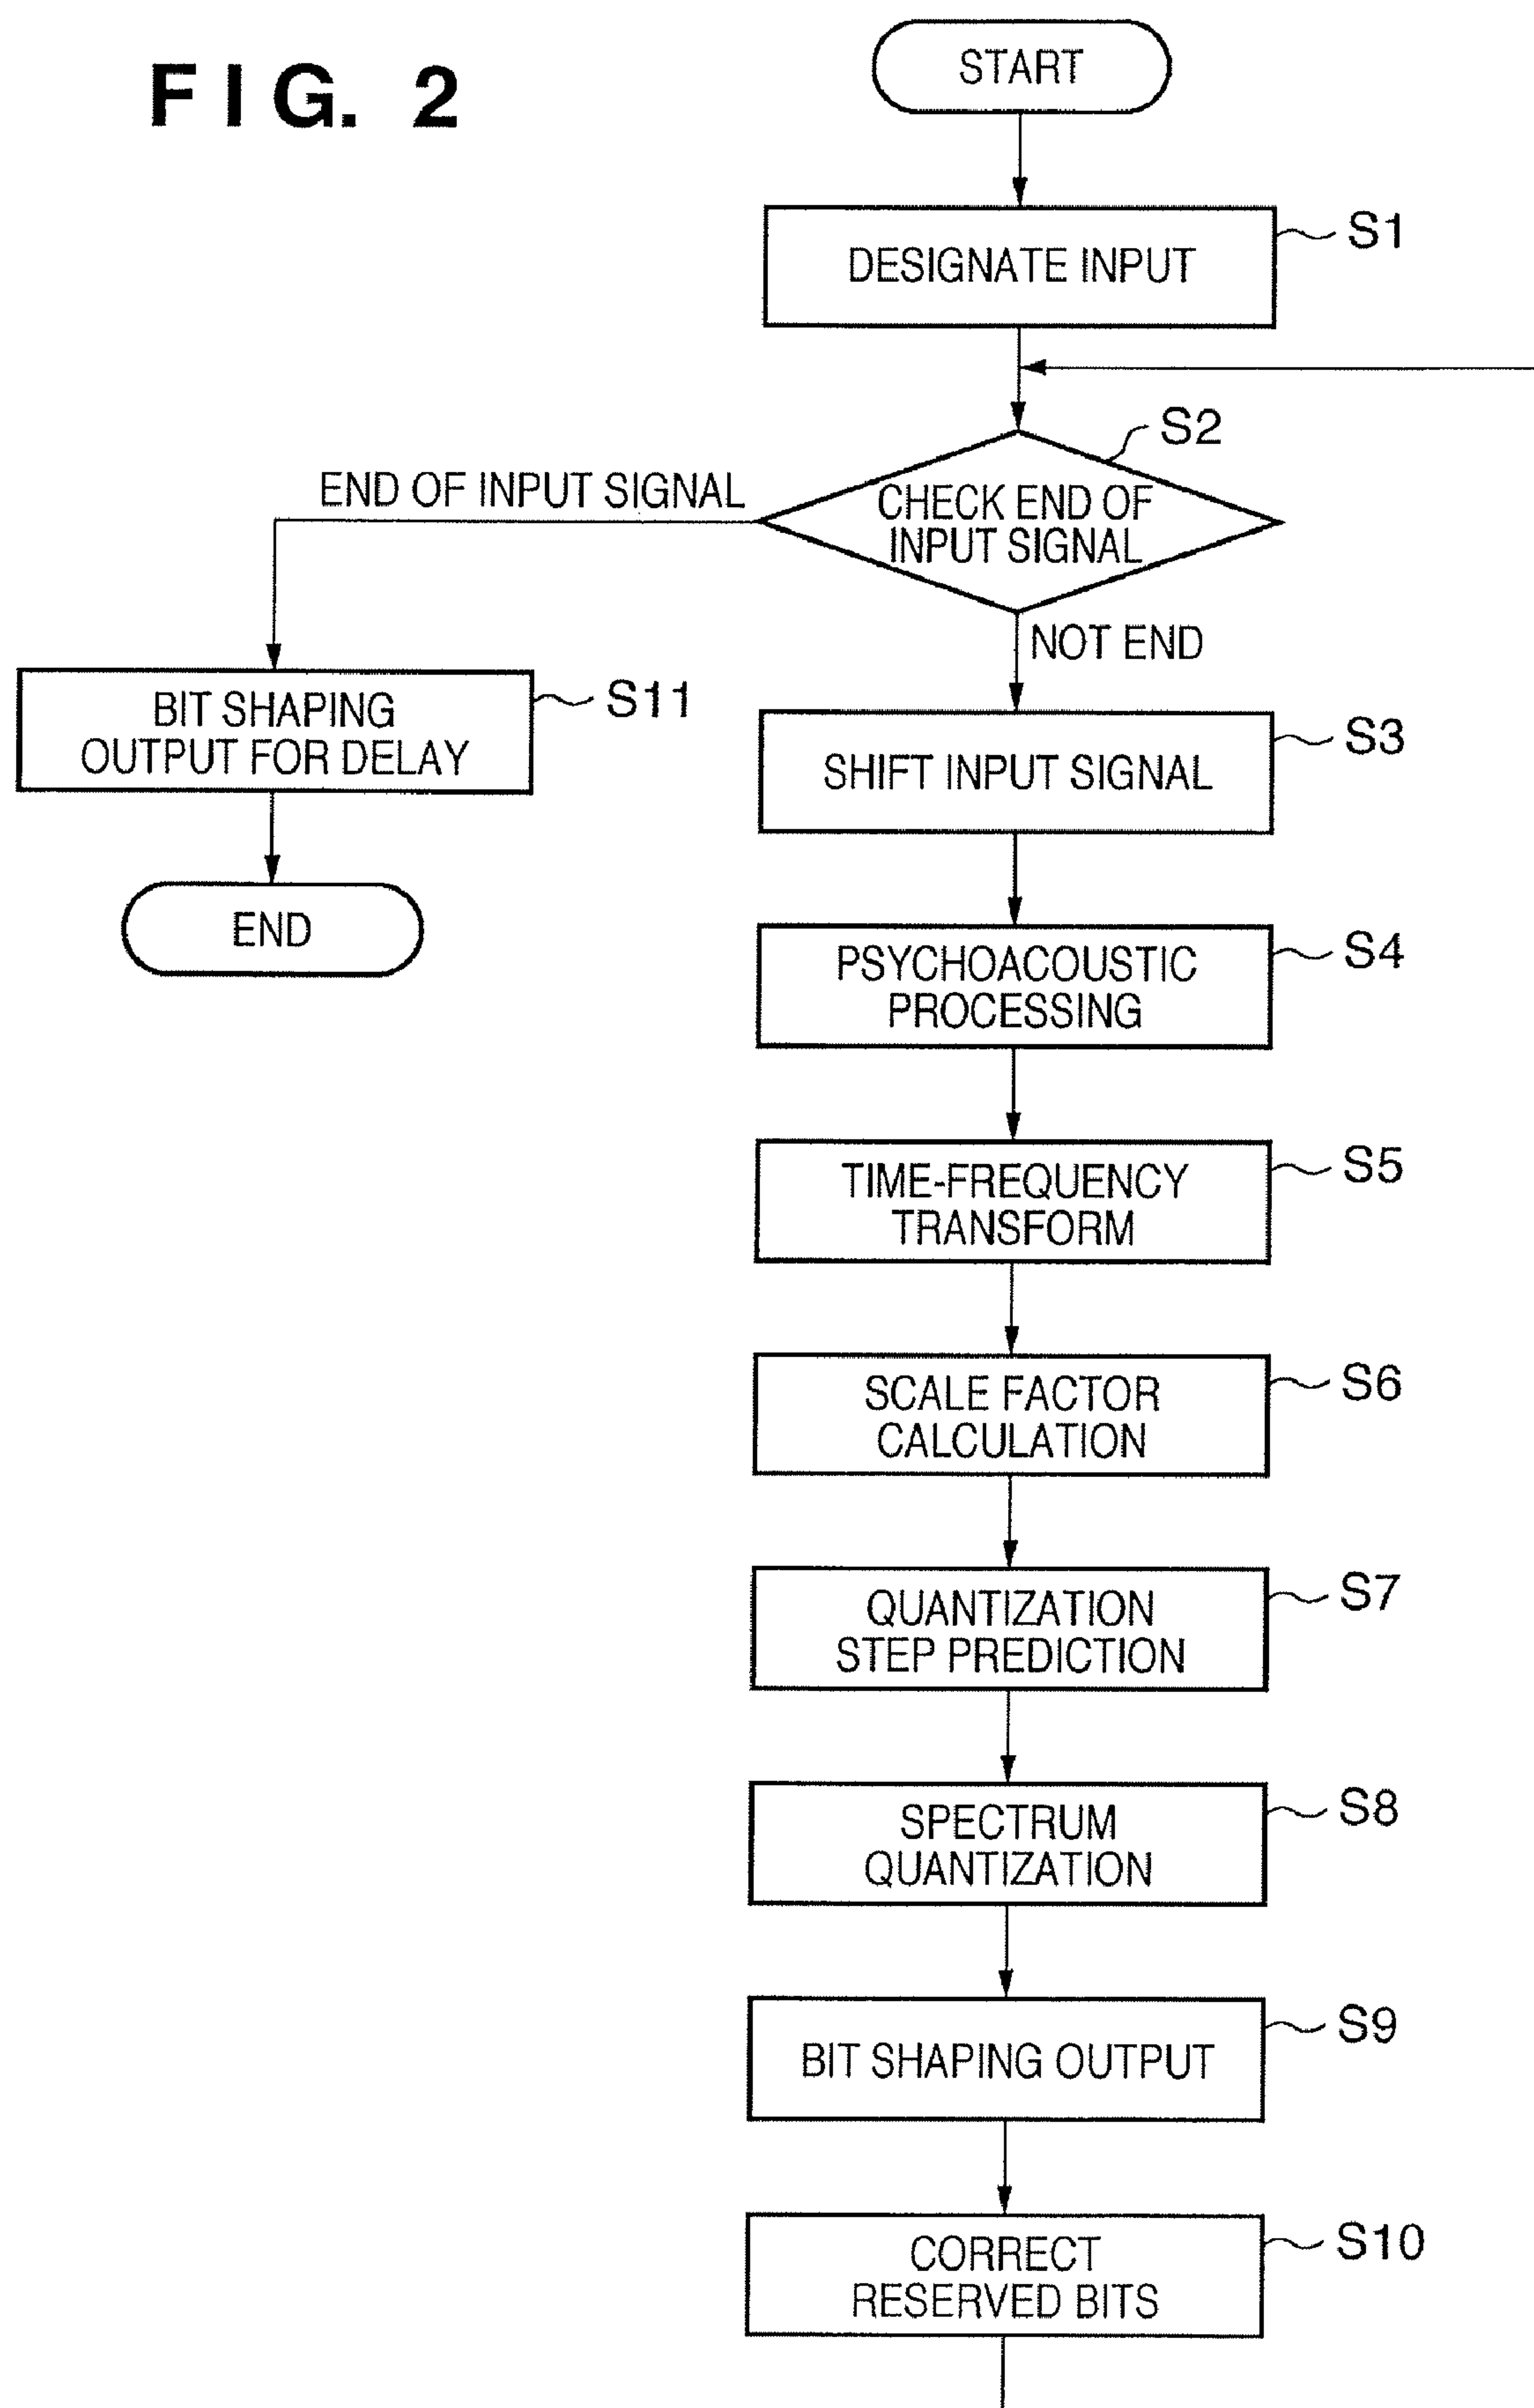 FIG. 2
START
DESIGNATE INPUT
S1
S2
CHECK END OF
INPUT SIGNAL
END OF INPUT SIGNAL
NOT END
BIT SHAPING
OUTPUT FOR DELAY
S11
END
SHIFT INPUT SIGNAL
S3
PSYCHOACOUSTIC
PROCESSING
S4
TIME-FREQUENCY
TRANSFORM
S5
SCALE FACTOR
CALCULATION
S6
QUANTIZATION
STEP PREDICTION
S7
SPECTRUM
QUANTIZATION
S8
BIT SHAPING OUTPUT
S9
CORRECT
RESERVED BITS
S10